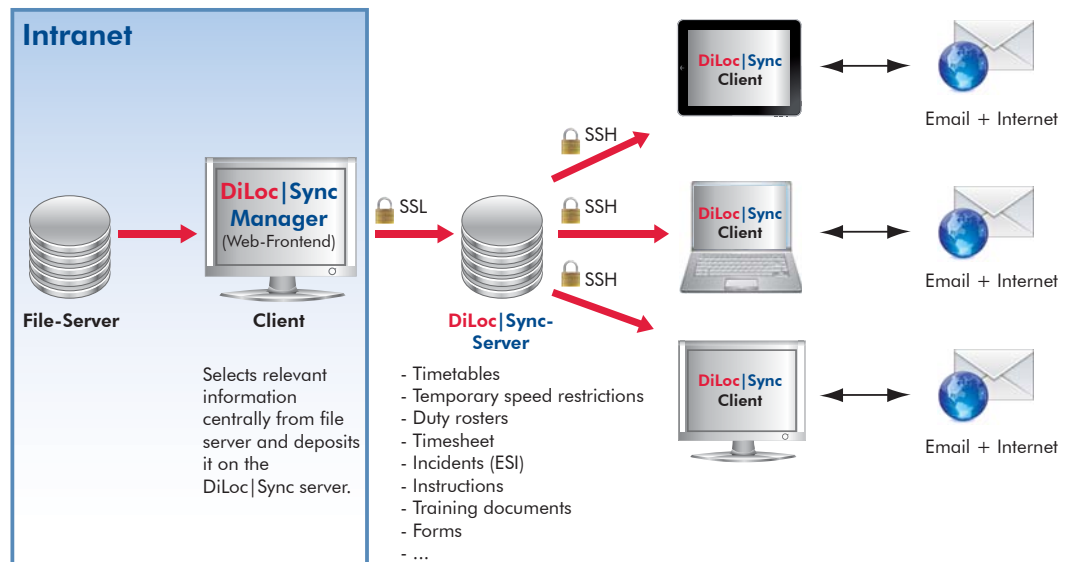 Intranet
File-Server
DiLoc|Sync
Manager
(Web-Frontend)
Client
Selects relevant
information
centrally from file
server and deposits
it on the
DiLoc|Sync server.
SSL
DiLoc|Sync-
Server
- Timetables
- Temporary speed restrictions
- Duty rosters
- Timesheet
- Incidents (ESI)
- Instructions
- Training documents
- Forms
- ...
SSH
SSH
SSH
DiLoc|Sync
Client
Email + Internet
DiLoc|Sync
Client
Email + Internet
DiLoc|Sync
Client
Email + Internet